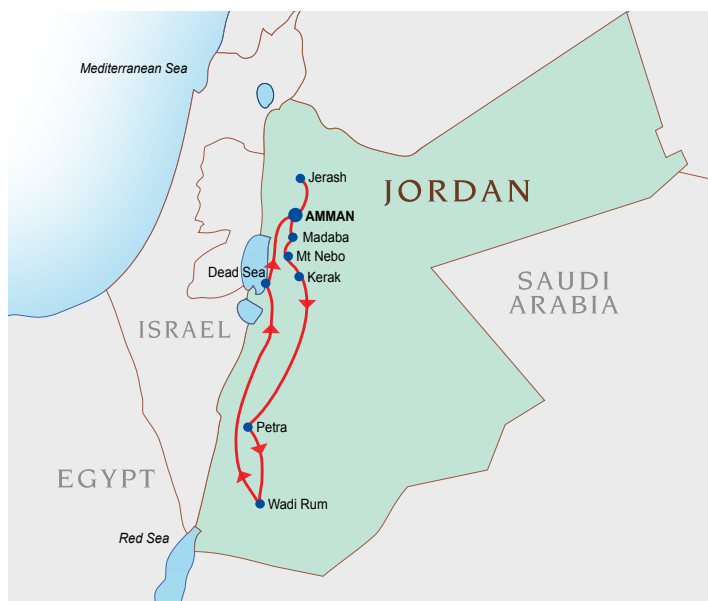 Mediterranean Sea
Jerash
JORDAN
AMMAN
Madaba
Mt Nebo
Dead Sea
Kerak
SAUDI
ARABIA
ISRAEL
Petra
EGYPT
Wadi Rum
Red Sea